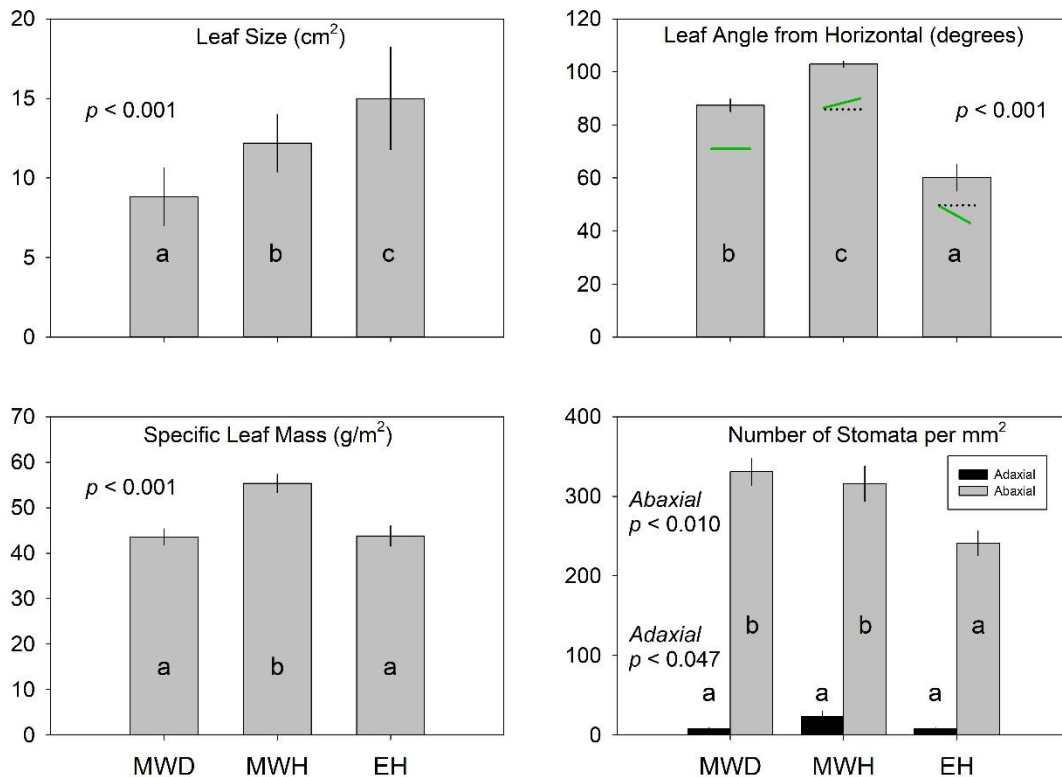 Leaf Size (cm²)
20
15
10
5
0
p < 0.001
a
b
c
Leaf Angle from Horizontal (degrees)
120
100
80
60
40
20
0
p < 0.001
b
c
a
Specific Leaf Mass (g/m²)
70
60
50
40
30
20
10
0
p < 0.001
a
b
a
MWD
MWH
EH
Number of Stomata per mm²
400
300
200
100
0
Adaxial
Abaxial
Abaxial
p < 0.010
Adaxial
p < 0.047
b
b
a
a
a
a
MWD
MWH
EH